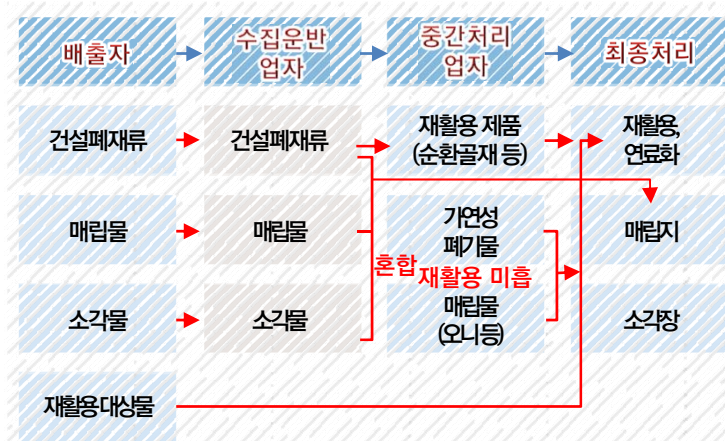 배출자
수집운반
업자
중간처리
업자
최종처리
건설폐재류
건설폐재류
재활용 제품
(순환골재 등)
재활용,
연료화
매립물
매립물
가연성
폐기물
매립지
혼합
재활용 미흡
소각물
소각물
매립물
(오니등)
소각장
재활용대상물